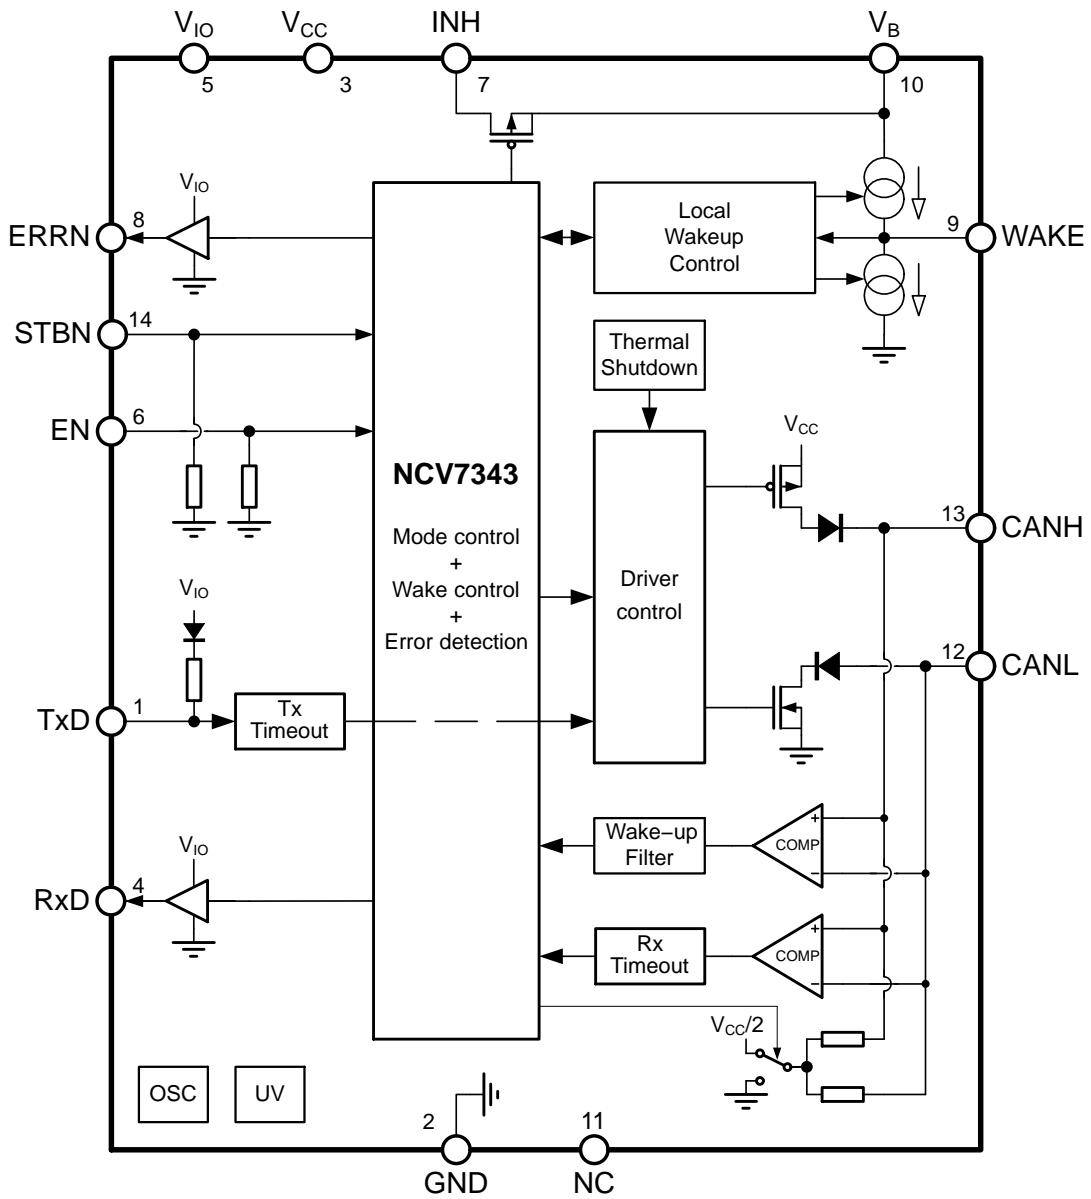 VIO
VCC
INH
VB
5
3
7
10
VIO
ERRN
8
Local
Wakeup
Control
9
WAKE
STBN
14
Thermal
Shutdown
EN
6
VCC
NCV7343
13
CANH
Mode control
+
Wake control
+
Error detection
Driver
control
VIO
12
CANL
TxD
1
Tx
Timeout
Wake–up
Filter
COMP
+
–
VIO
RxD
4
Rx
Timeout
COMP
+
–
VCC/2
OSC
UV
2
11
GND
NC